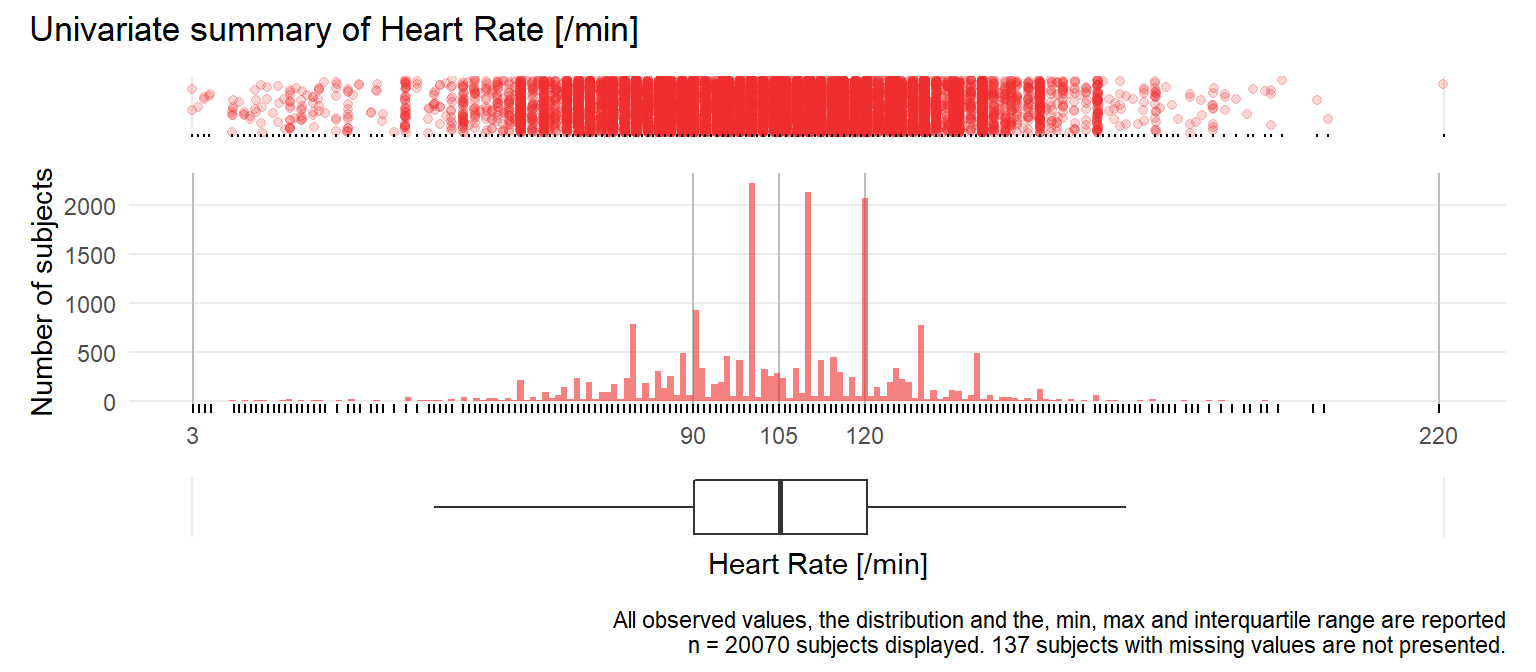 Univariate summary of Heart Rate [/min]
Number of subjects
2000
1500
1000
500
0
3
90
105
120
220
Heart Rate [/min]
All observed values, the distribution and the, min, max and interquartile range are reported
n = 20070 subjects displayed. 137 subjects with missing values are not presented.